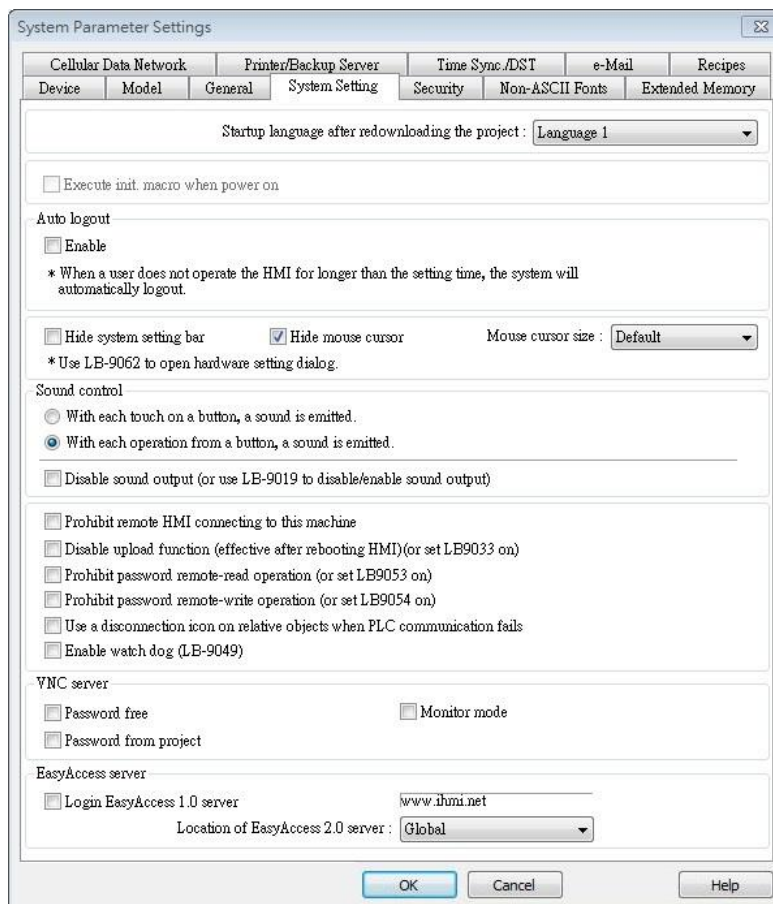 System Parameter Settings
Cellular Data Network Printer/Backup Server Time Sync./DST e-Mail Recipes
Device Model General System Setting Security Non-ASCII Fonts Extended Memory
Startup language after redownloading the project : Language 1
Execute init. macro when power on
Auto logout
Enable
* When a user does not operate the HMI for longer than the setting time, the system will
automatically logout.
Hide system setting bar Hide mouse cursor Mouse cursor size : Default
* Use LB-9062 to open hardware setting dialog.
Sound control
With each touch on a button, a sound is emitted.
With each operation from a button, a sound is emitted.
Disable sound output (or use LB-9019 to disable/enable sound output)
Prohibit remote HMI connecting to this machine
Disable upload function (effective after rebooting HMI)(or set LB9033 on)
Prohibit password remote-read operation (or set LB9053 on)
Prohibit password remote-write operation (or set LB9054 on)
Use a disconnection icon on relative objects when PLC communication fails
Enable watch dog (LB-9049)
VNC server
Password free Monitor mode
Password from project
EasyAccess server
Login EasyAccess 1.0 server www.ihmi.net
Location of EasyAccess 2.0 server : Global
OK Cancel Help